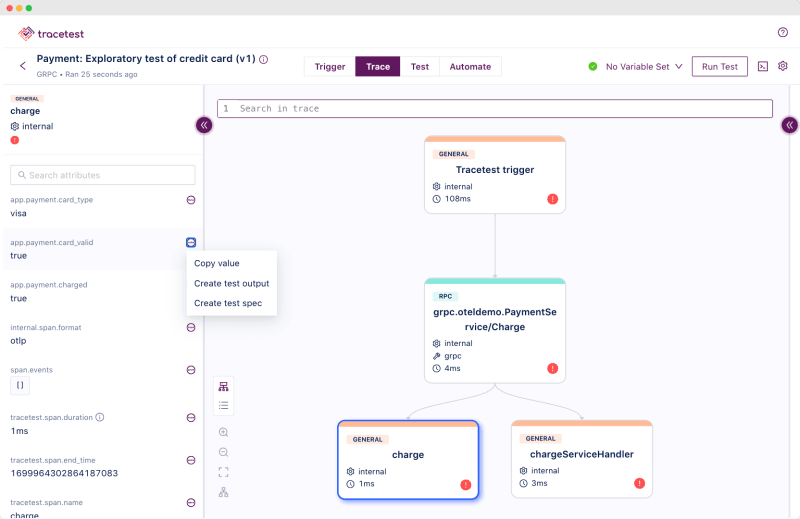 tracetest
Payment: Exploratory test of credit card (v1)
GRPC • Ran 25 seconds ago
Trigger
Trace
Test
Automate
No Variable Set
Run Test
GENERAL
charge
internal
Search attributes
app.payment.card_type
visa
app.payment.card_valid
true
Copy value
Create test output
Create test spec
app.payment.charged
true
internal.span.format
otlp
span.events
[]
tracetest.span.duration
1ms
tracetest.span.end_time
1699964302864187083
tracetest.span.name
charge
1 Search in trace
GENERAL
Tracetest trigger
internal
108ms
RPC
grpc.oteldemo.PaymentSe
rvice/Charge
internal
grpc
4ms
GENERAL
charge
internal
1ms
GENERAL
chargeServiceHandler
internal
3ms